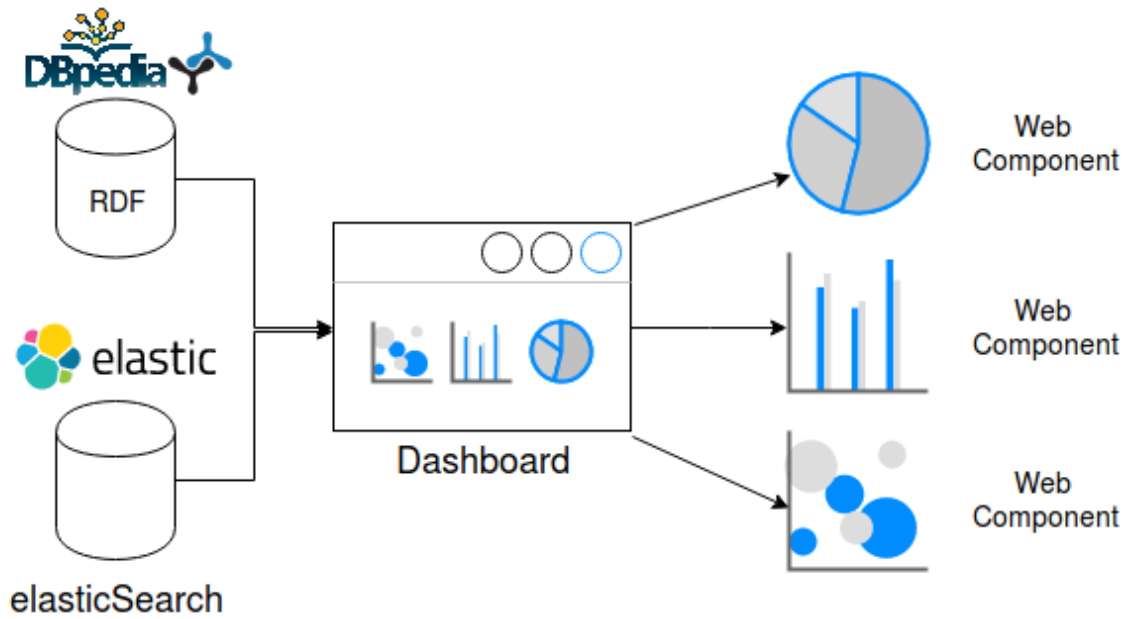 DBpedia
RDF
elastic
elasticSearch
Dashboard
Web
Component
Web
Component
Web
Component